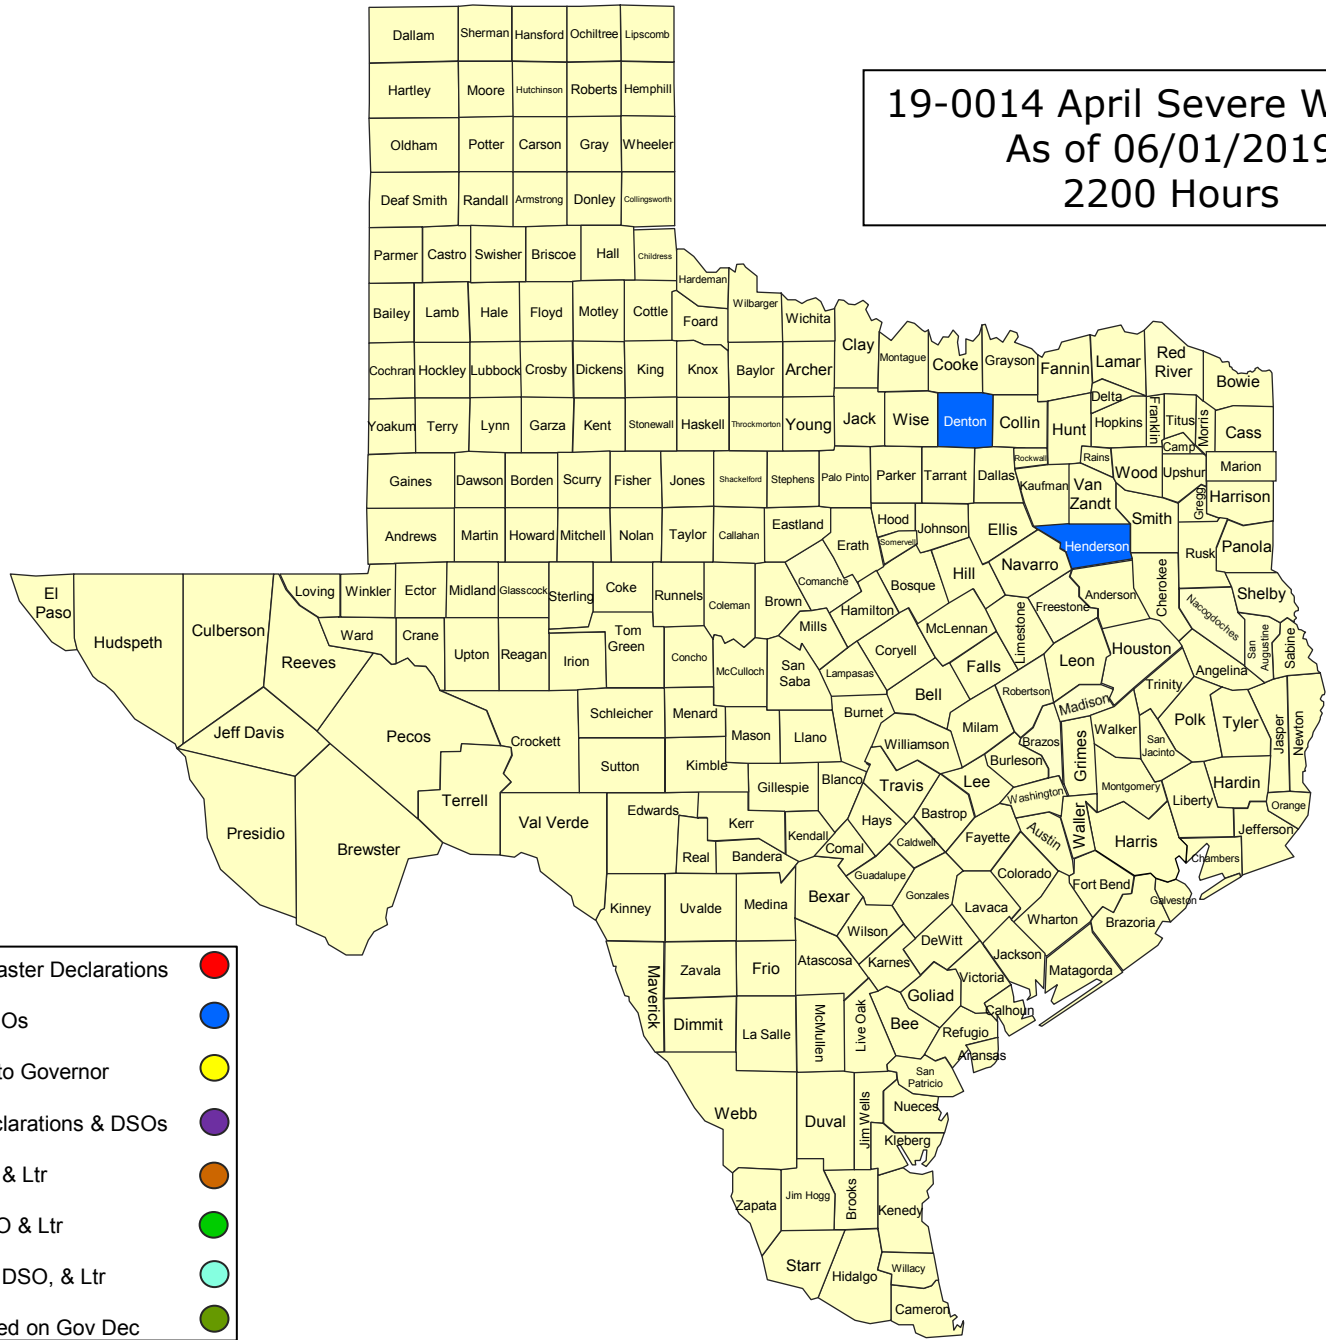 Dallam Sherman Hansford Ochiltree Lipscomb
Hartley Moore Hutchinson Roberts Hemphill
19-0014 April Severe W
As of 06/01/2019
2200 Hours
Oldham Potter Carson Gray Wheeler
Deaf Smith Randall Armstrong Donley Collingsworth
Parmer Castro Swisher Briscoe Hall Childress
Hardeman
Bailey Lamb Hale Floyd Motley Cottle Foard Wilbarger Wichita
Clay Montague Cooke Grayson Fannin Lamar Red
River
Bowie
Cochran Hockley Lubbock Crosby Dickens King Knox Baylor Archer
Delta
Yoakum Terry Lynn Garza Kent Stonewall Haskell Throckmorton Young Jack Wise Denton Collin Hunt Hopkins Franklin Titus Morris Cass
Camp
Rockwall Rains
Gaines Dawson Borden Scurry Fisher Jones Shackelford Stephens Palo Pinto Parker Tarrant Dallas Kaufman Van
Zandt
Wood Upshur Marion
Gregg Harrison
Andrews Martin Howard Mitchell Nolan Taylor Callahan Eastland Erath Hood Somervell Johnson Ellis Smith
Henderson Rusk Panola
El
Paso
Hudspeth Culberson Loving Winkler Ector Midland Glasscock Sterling Coke Runnels Coleman Brown Comanche Hamilton Bosque Hill Navarro Freestone Anderson Cherokee Shelby
Nacogdoches
Reeves Ward Crane Upton Reagan Irion Tom
Green
Concho McCulloch San
Saba
Mills Lampasas Coryell McLennan Limestone Falls Leon Houston Angelina San
Augustine
Sabine
Jeff Davis Pecos Crockett Schleicher Menard Mason Llano Burnet Bell Milam Robertson Madison Trinity
Walker San
Jacinto
Polk Tyler Jasper Newton
Sutton Kimble Gillespie Blanco Williamson Travis Lee Burleson Brazos Grimes Washington Montgomery Liberty Hardin Orange
Presidio Brewster Terrell Val Verde Edwards Real Kerr Bandera Kendall Comal Hays Caldwell Bastrop Fayette Austin Waller Harris Chambers Jefferson
Kinney Uvalde Medina Bexar Guadalupe Gonzales Lavaca Colorado Wharton Fort Bend Brazoria Galveston
Maverick Zavala Frio Atascosa Wilson Karnes DeWitt Victoria Jackson Matagorda
Dimmit La Salle McMullen Live Oak Bee Goliad Refugio Calhoun
Aransas
San
Patricio
Webb Duval Jim Wells Nueces
Kleberg
Zapata Jim Hogg Brooks Kenedy
Starr Hidalgo Willacy
Cameron
aster Declarations
Os
to Governor
clarations & DSOs
& Ltr
O & Ltr
DSO, & Ltr
ed on Gov Dec